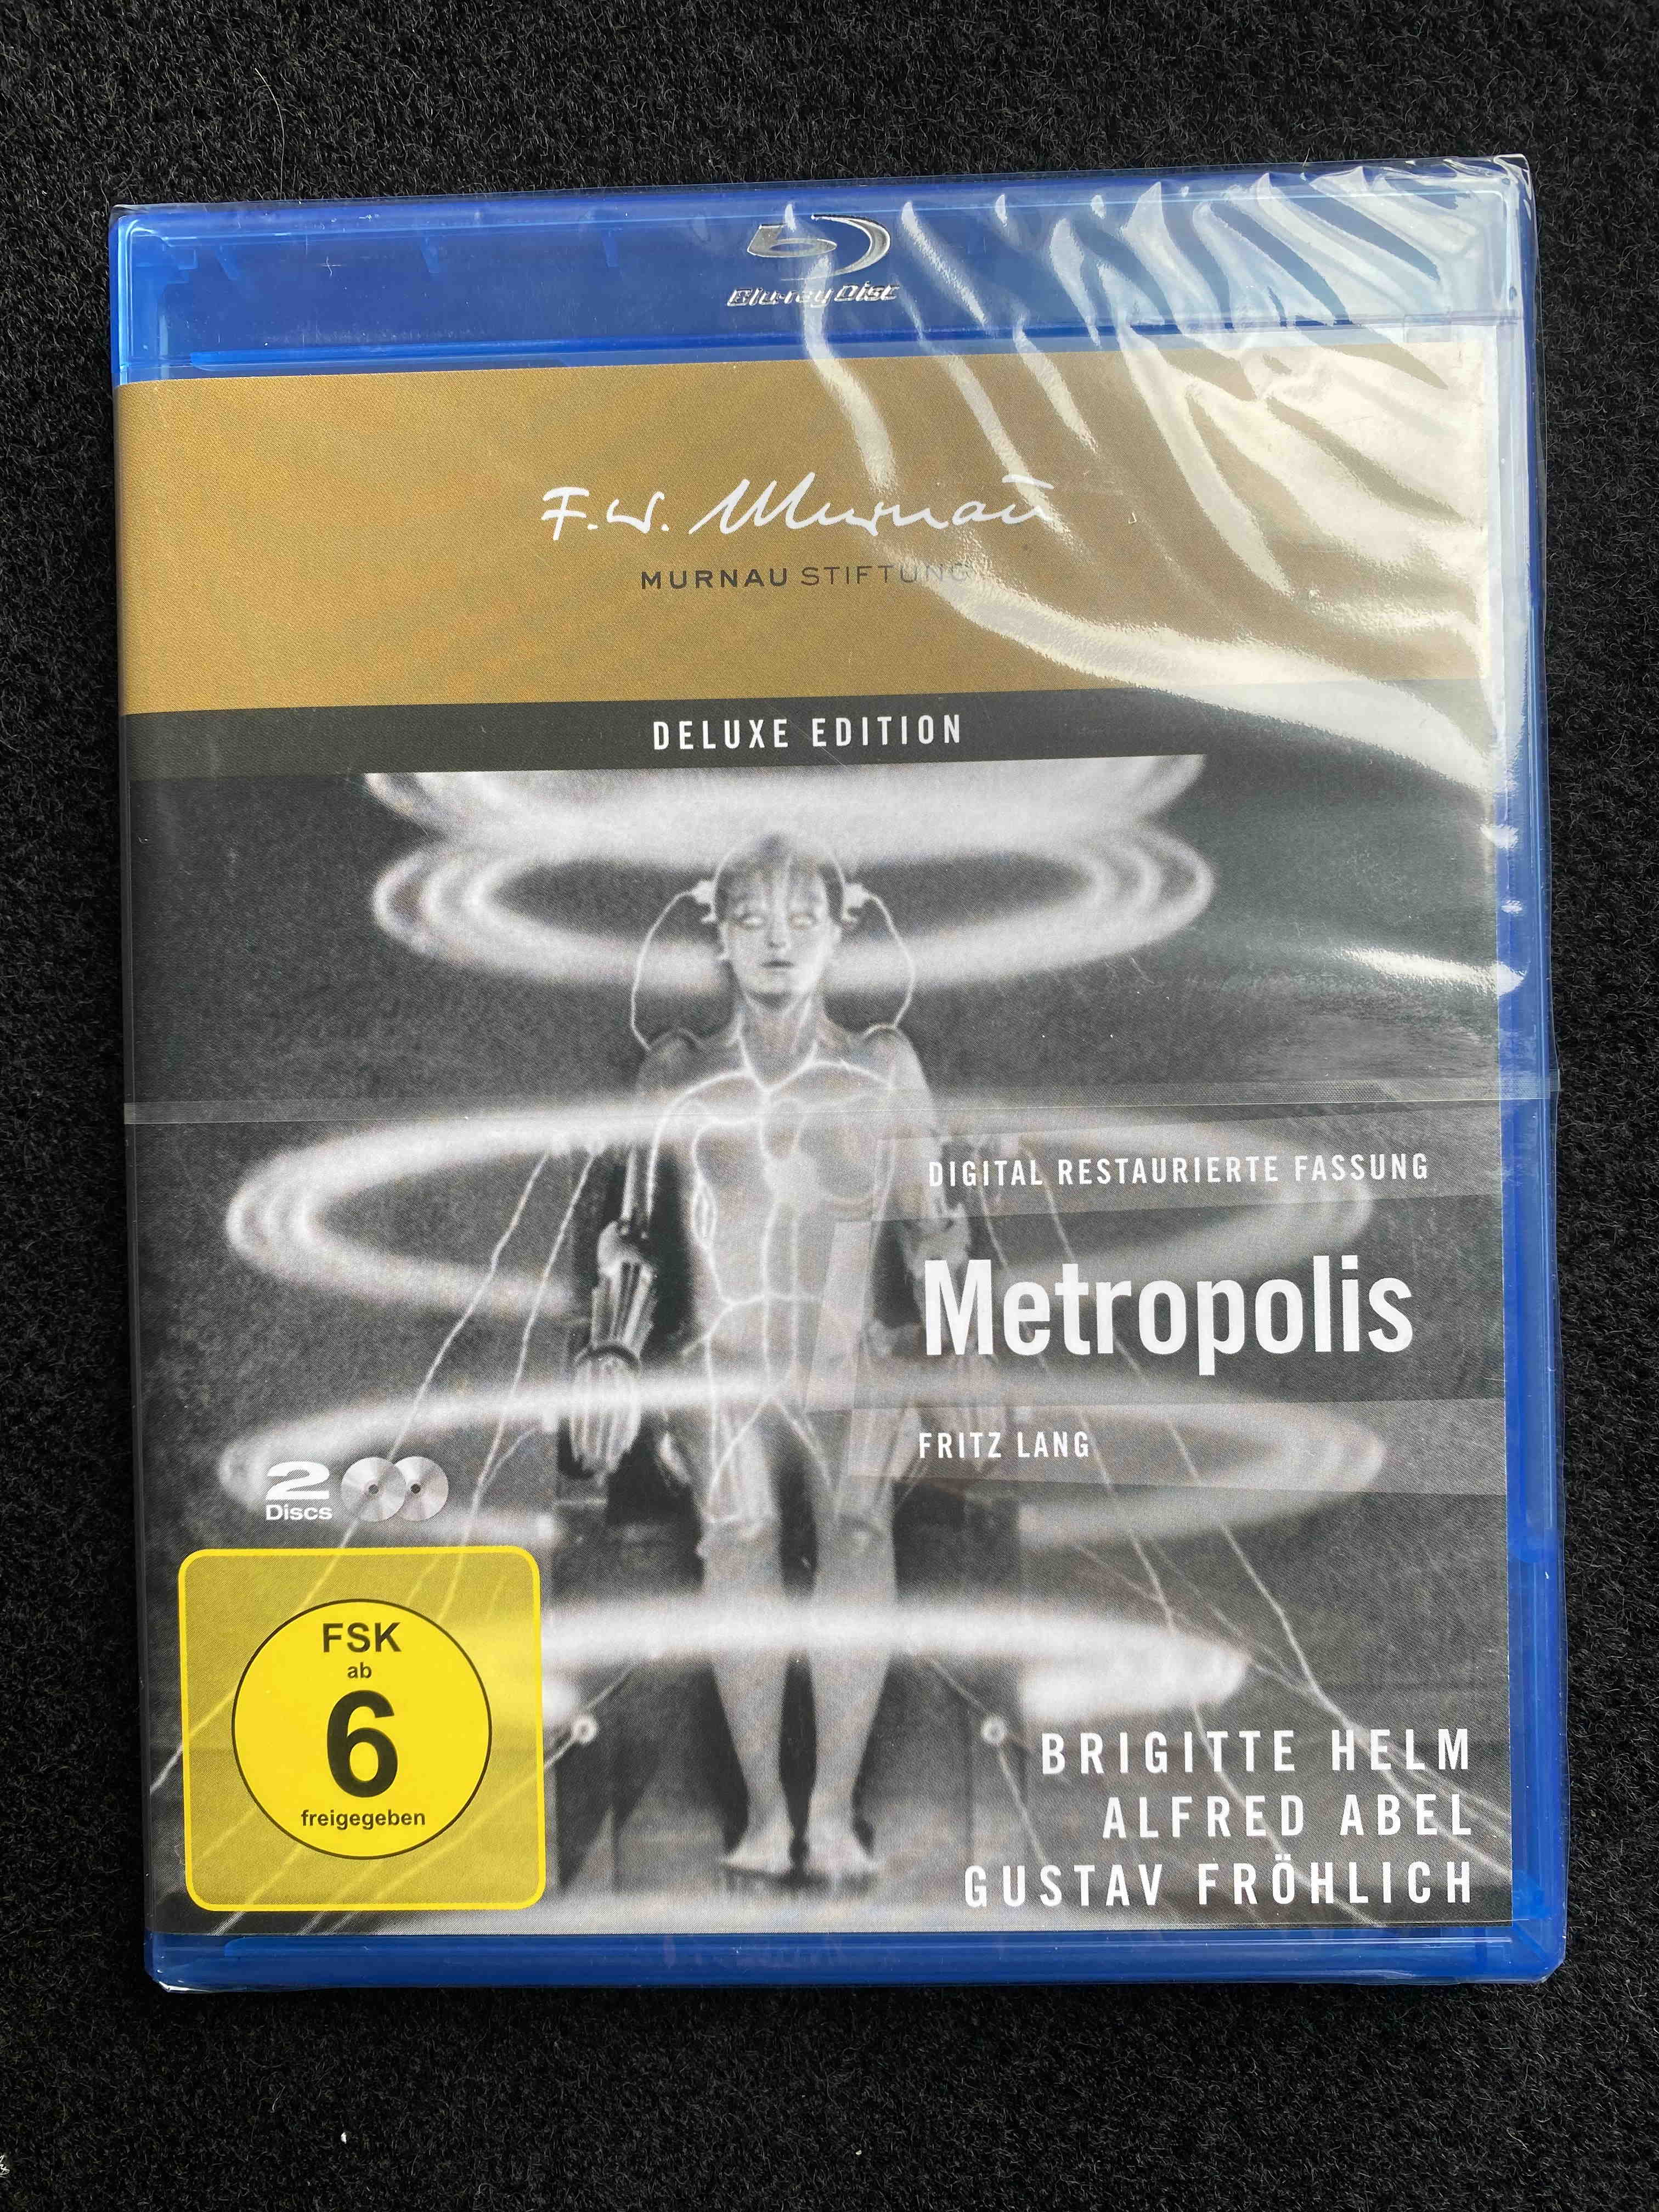 Blu-ray Disc
F.W. Murnau
MURNAU STIFTUNG
DELUXE EDITION
DIGITAL RESTAURIERTE FASSUNG
Metropolis
FRITZ LANG
2
Discs
FSK
ab
6
freigegeben
BRIGITTE HELM
ALFRED ABEL
GUSTAV FRÖHLICH